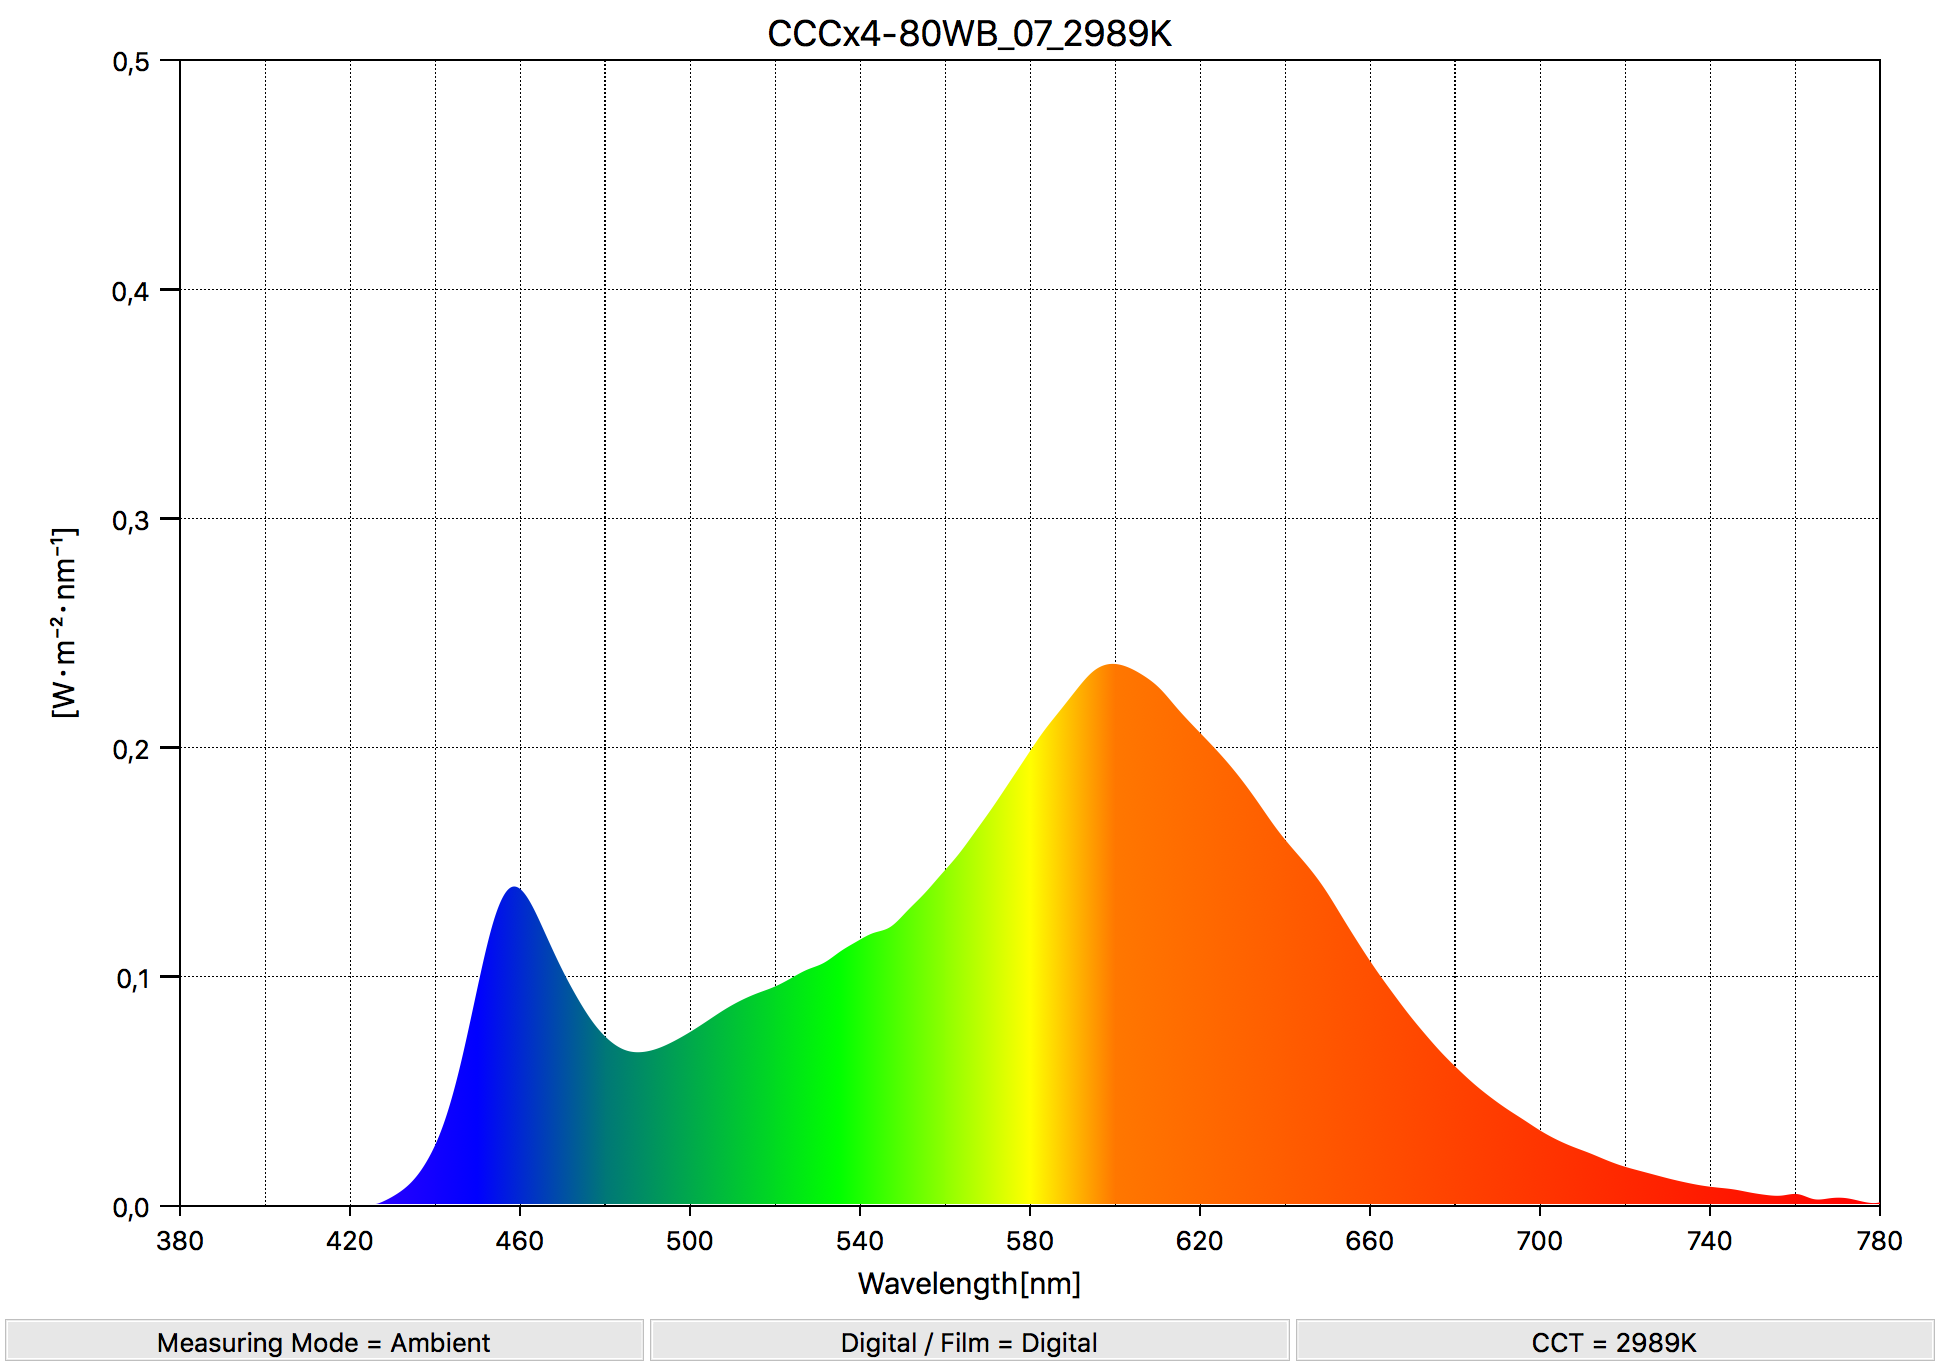 CCCx4-80WB_07_2989K
0,5
0,4
0,3
0,2
0,1
0,0
[W·m⁻²·nm⁻¹]
380 420 460 500 540 580 620 660 700 740 780
Wavelength[nm]
Measuring Mode = Ambient
Digital / Film = Digital
CCT = 2989K